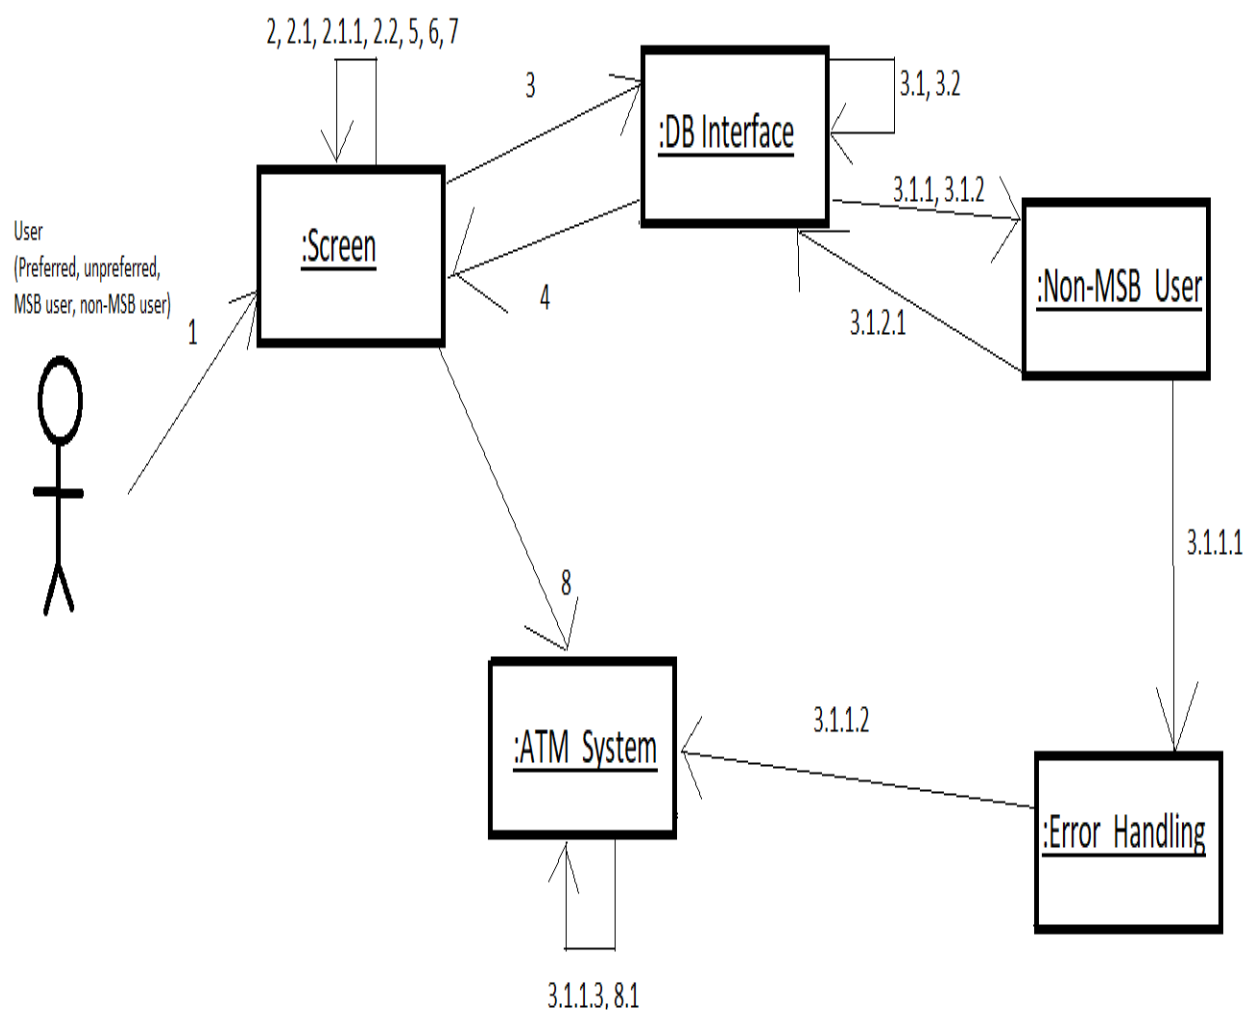 2, 2.1, 2.1.1, 2.2, 5, 6, 7
3
:DB Interface
3.1, 3.2
3.1.1, 3.1.2
User
(Preferred, unpreferred,
MSB user, non-MSB user)
:Screen
4
:Non-MSB User
3.1.2.1
1
3.1.1.1
8
:ATM System
3.1.1.2
:Error Handling
3.1.1.3, 8.1